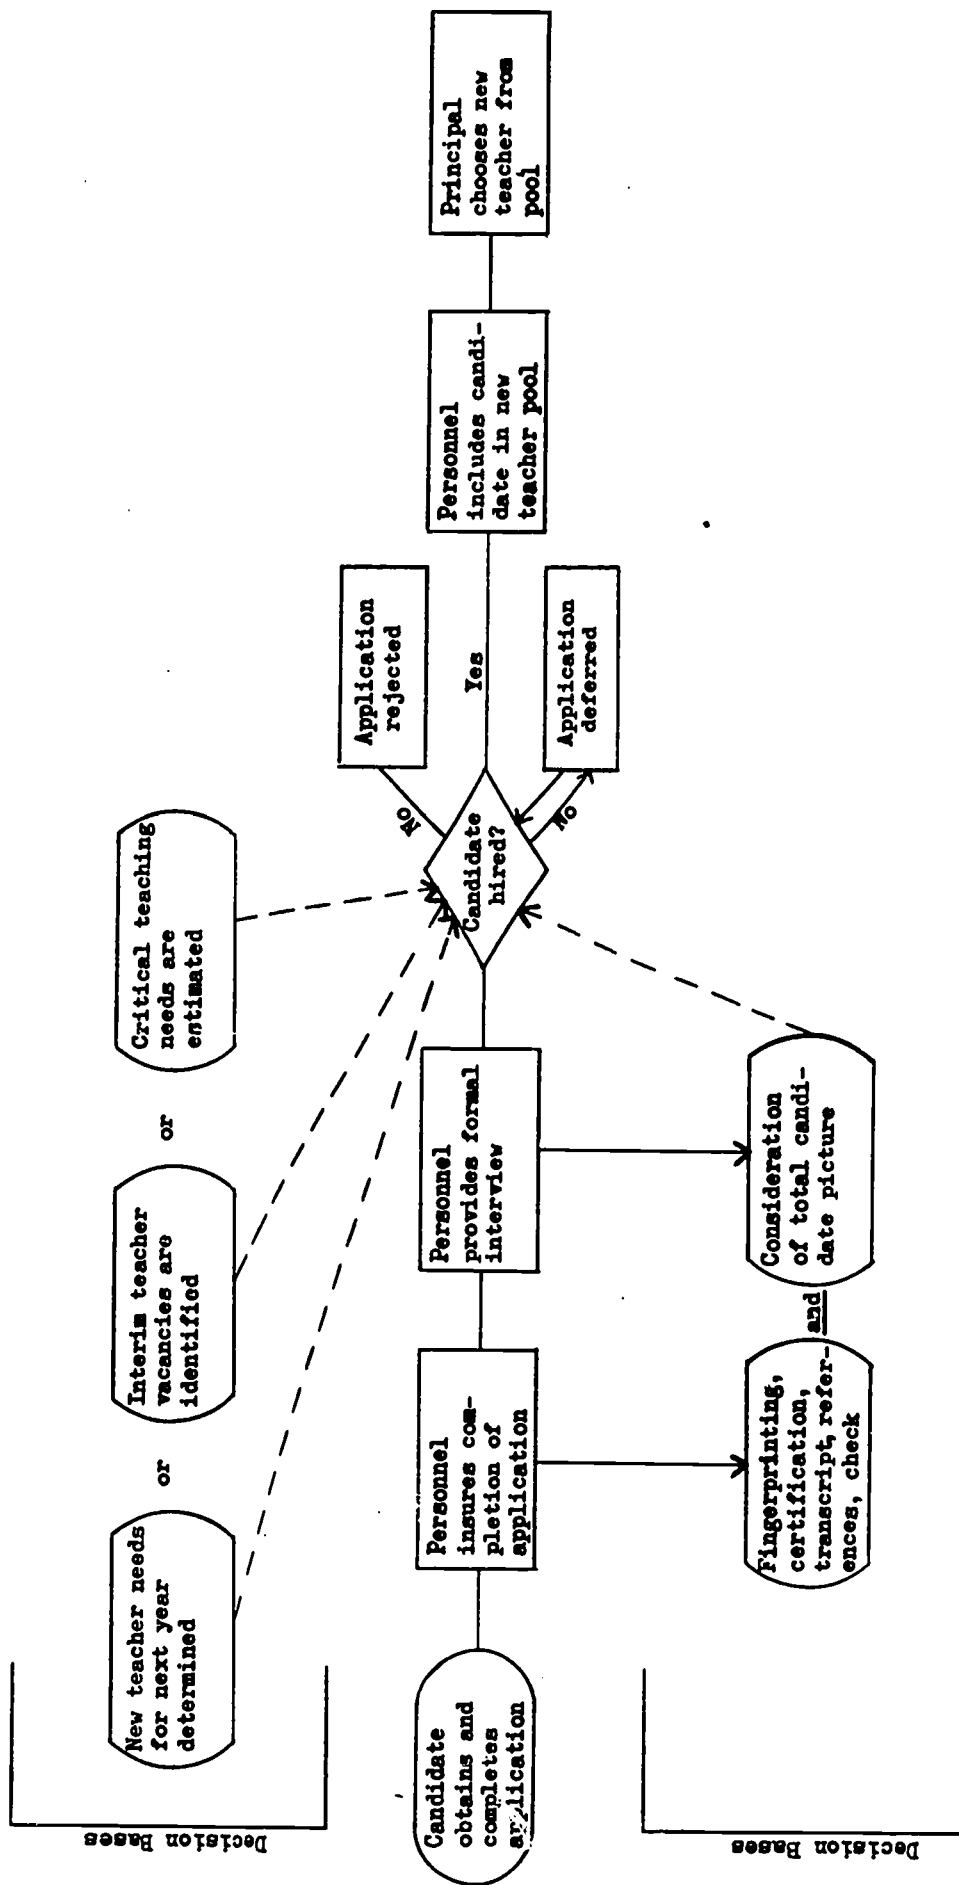 Decision Bases
New teacher needs
for next year
determined
or
Interim teacher
vacancies are
identified
or
Critical teaching
needs are
estimated
Candidate
obtains and
completes
application
Personnel
insures com-
pletion of
application
Personnel
provides formal
interview
Candidate
hired?
No
Application
rejected
Yes
No
Application
deferred
Personnel
includes candi-
date in new
teacher pool
Principal
chooses new
teacher from
pool
Decision Bases
Fingerprinting,
certification,
transcript, refer-
ences, check
and
Consideration
of total candi-
date picture